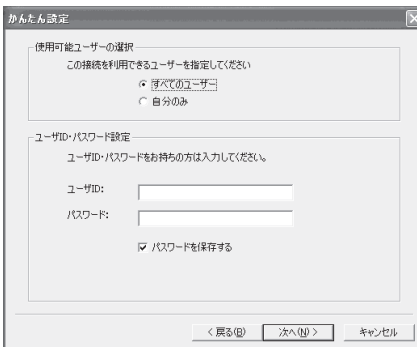 かんたん設定
使用可能ユーザーの選択
この接続を利用できるユーザーを指定してください
すべてのユーザー
自分のみ
ユーザID・パスワード設定
ユーザID・パスワードをお持ちの方は入力してください。
ユーザID:
パスワード:
パスワードを保存する
< 戻る(B) 次へ(N) > キャンセル